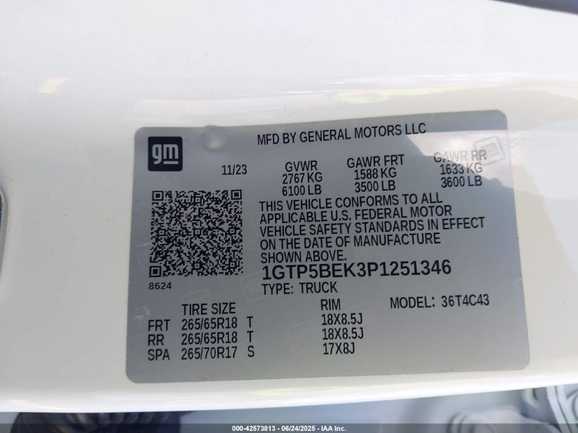 gm
MFD BY GENERAL MOTORS LLC
11/23
GVWR GAWR FRT GAWR RR
2767 KG 1588 KG 1633 KG
6100 LB 3500 LB 3600 LB
THIS VEHICLE CONFORMS TO ALL
APPLICABLE U.S. FEDERAL MOTOR
VEHICLE SAFETY STANDARDS IN EFFECT
ON THE DATE OF MANUFACTURE
SHOWN ABOVE.
1GTP5BEK3P1251346
8624
TYPE: TRUCK
TIRE SIZE RIM MODEL: 36T4C43
FRT 265/65R18 T 18X8.5J
RR 265/65R18 T 18X8.5J
SPA 265/70R17 S 17X8J
000-42573813 - 06/24/2025 - IAA Inc.